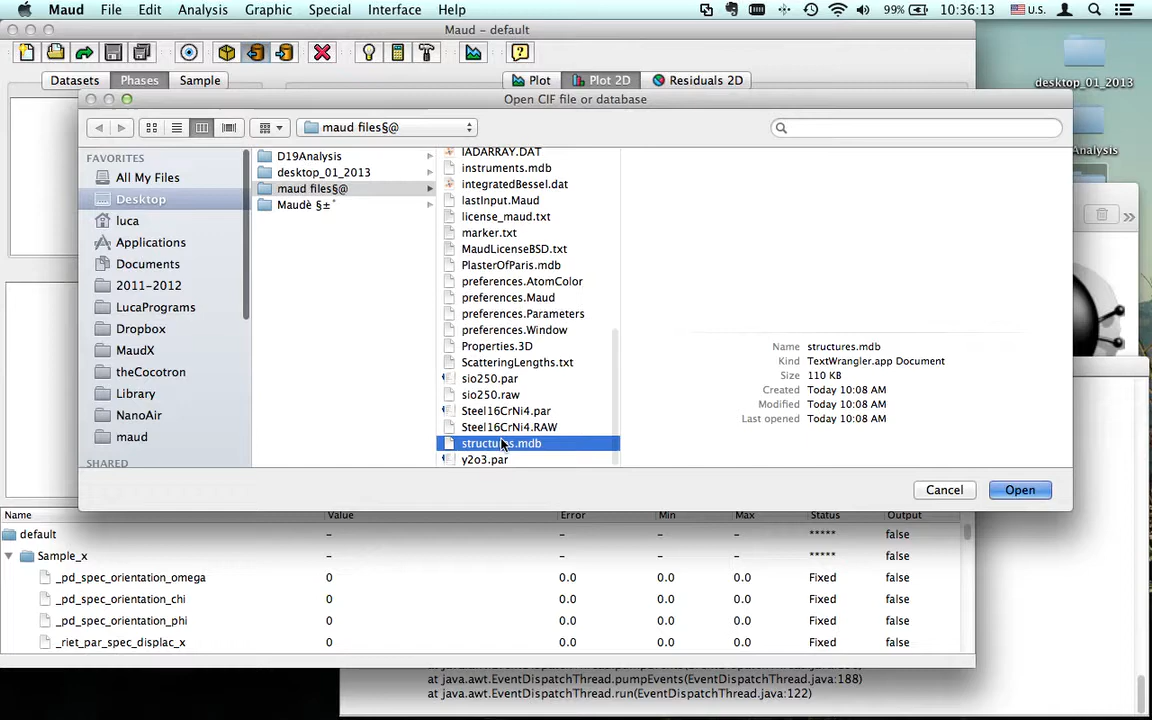 Maud File Edit Analysis Graphic Special Interface Help 99% 10:36:13 U.S.
Maud - default
Datasets Phases Sample Plot Plot 2D Residuals 2D
desktop_01_2013
Open CIF file or database
maud files§@
Analysis
FAVORITES
All My Files
Desktop
luca
Applications
Documents
2011-2012
LucaPrograms
Dropbox
MaudX
theCocotron
Library
NanoAir
maud
SHARED
D19Analysis
desktop_01_2013
maud files§@
Maudè §±*
IADARRAY.DAT
instruments.mdb
integratedBessel.dat
lastInput.Maud
license_maud.txt
marker.txt
MaudLicenseBSD.txt
PlasterOfParis.mdb
preferences.AtomColor
preferences.Maud
preferences.Parameters
preferences.Window
Properties.3D
ScatteringLengths.txt
sio250.par
sio250.raw
Steel16CrNi4.par
Steel16CrNi4.RAW
structures.mdb
y2o3.par
Name structures.mdb
Kind TextWrangler.app Document
Size 110 KB
Created Today 10:08 AM
Modified Today 10:08 AM
Last opened Today 10:08 AM
Cancel Open
Name Value Error Min Max Status Output
default – – – – ***** false
Sample_x – – – – ***** false
_pd_spec_orientation_omega 0 0.0 0.0 0.0 Fixed false
_pd_spec_orientation_chi 0 0.0 0.0 0.0 Fixed false
_pd_spec_orientation_phi 0 0.0 0.0 0.0 Fixed false
_riet_par_spec_displac_x 0 0.0 0.0 0.0 Fixed false
at java.awt.EventDispatchThread.pumpEvents(EventDispatchThread.java:188)
at java.awt.EventDispatchThread.run(EventDispatchThread.java:122)